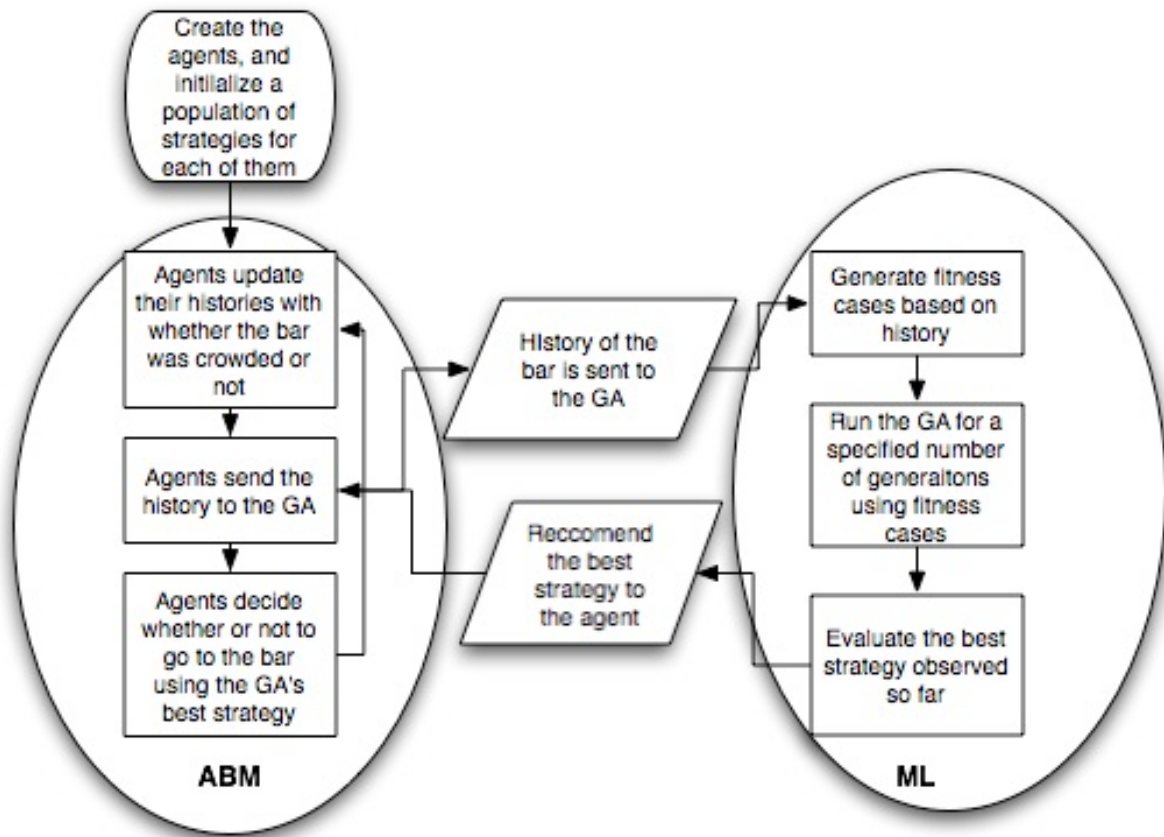 Create the
agents, and
initilalize a
population of
strategies for
each of them
Agents update
their histories with
whether the bar
was crowded or
not
Agents send the
history to the GA
Agents decide
whether or not to
go to the bar
using the GA's
best strategy
ABM
HIstory of the
bar is sent to
the GA
Reccomend
the best
strategy to
the agent
Generate fitness
cases based on
history
Run the GA for a
specified number
of generaitons
using fitness
cases
Evaluate the best
strategy observed
so far
ML